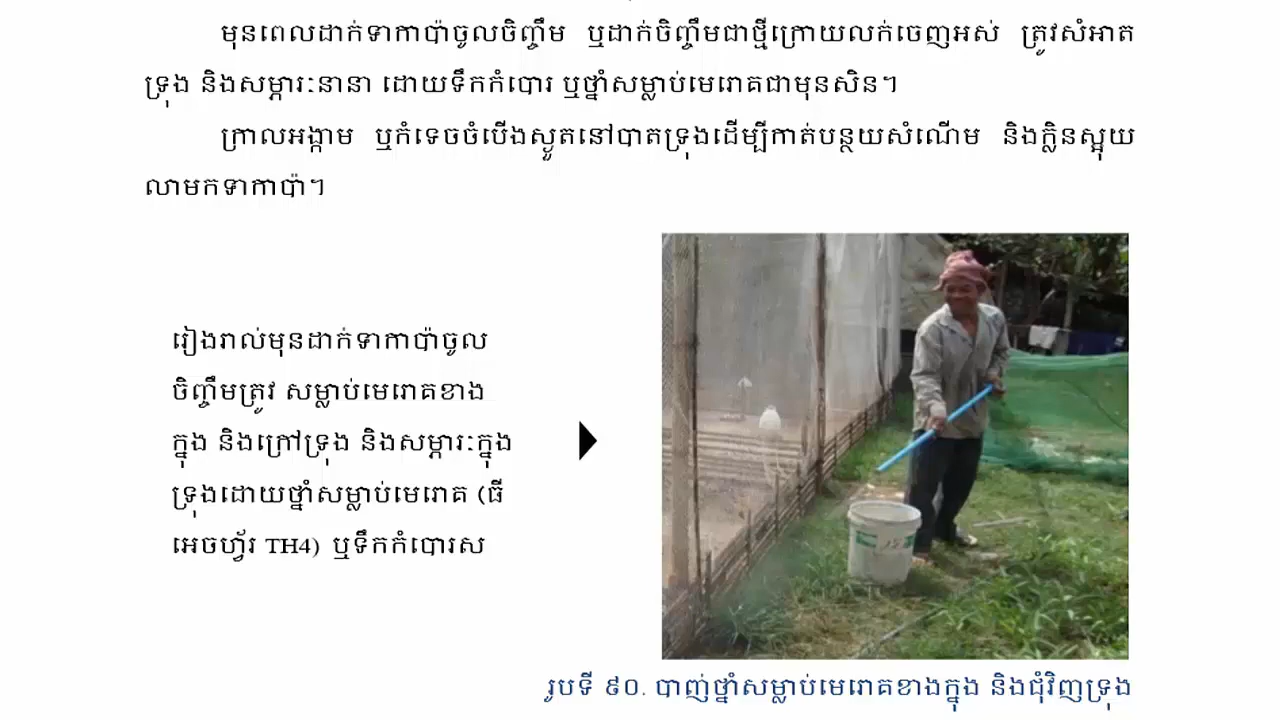 មុនពេលដាក់ទាកាប៉ាចូលចិញ្ចឹម ឬដាក់ចិញ្ចឹមជាថ្មីក្រោយលក់ចេញអស់ ត្រូវសំអាត
ទ្រុង និងសម្ភារៈនានា ដោយទឹកកំបោរ ឬថ្នាំសម្លាប់មេរោគជាមុនសិន។
ក្រាលអង្កាម ឬកំទេចចំបើងស្ងួតនៅបាតទ្រុងដើម្បីកាត់បន្ថយសំណើម និងក្លិនស្អុយ
លាមកទាកាប៉ា។
រៀងរាល់មុនដាក់ទាកាប៉ាចូល
ចិញ្ចឹមត្រូវ សម្លាប់មេរោគខាង
ក្នុង និងក្រៅទ្រុង និងសម្ភារៈក្នុង
ទ្រុងដោយថ្នាំសម្លាប់មេរោគ (ធី
អេចហ្វ័រ TH4) ឬទឹកកំបោរស
រូបទី ៩០. បាញ់ថ្នាំសម្លាប់មេរោគខាងក្នុង និងជុំវិញទ្រុង